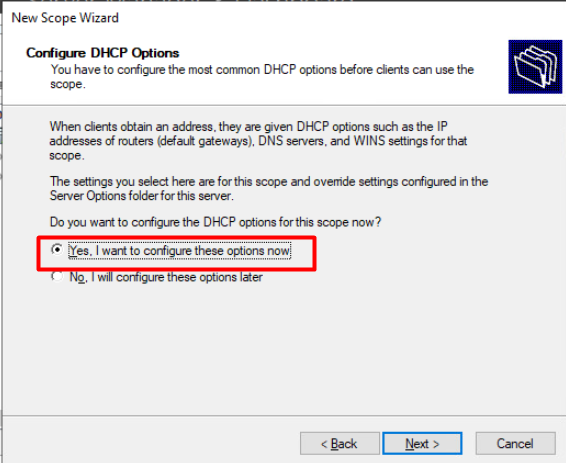 New Scope Wizard
Configure DHCP Options
You have to configure the most common DHCP options before clients can use the
scope.
When clients obtain an address, they are given DHCP options such as the IP
addresses of routers (default gateways), DNS servers, and WINS settings for that
scope.
The settings you select here are for this scope and override settings configured in the
Server Options folder for this server.
Do you want to configure the DHCP options for this scope now?
Yes, I want to configure these options now
No, I will configure these options later
< Back
Next >
Cancel